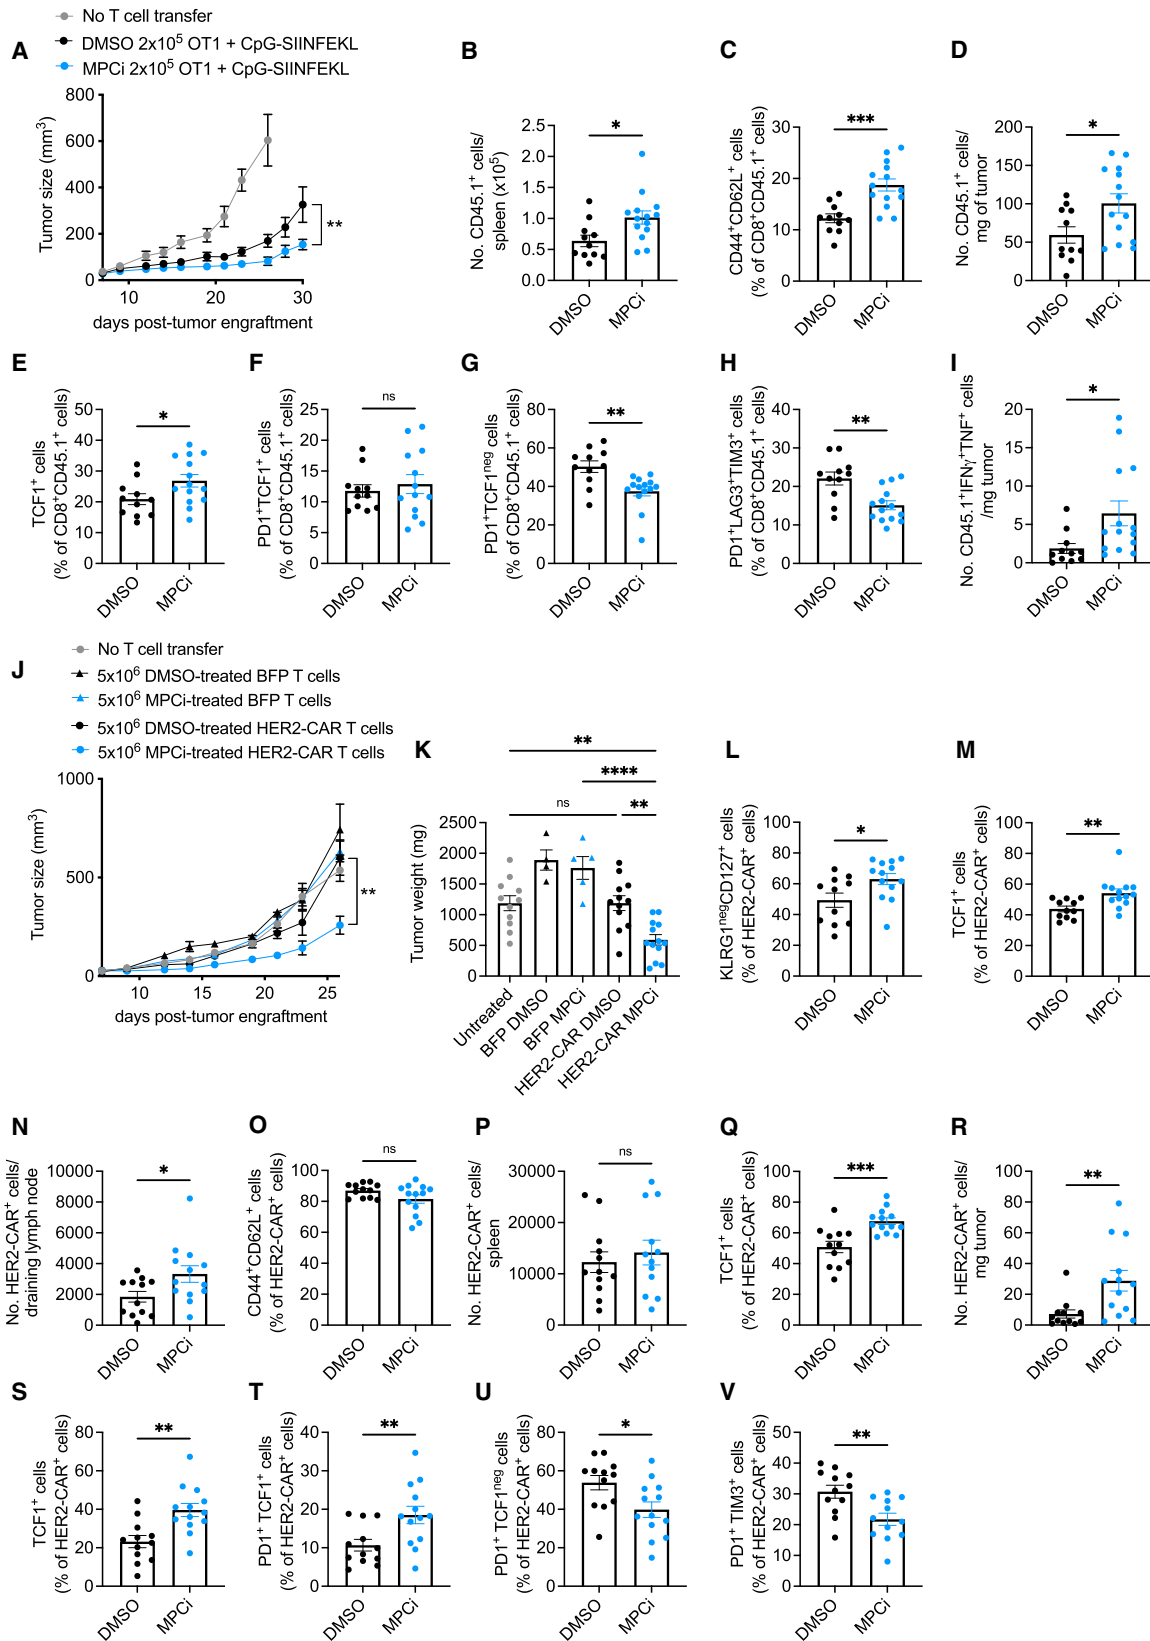 No T cell transfer
DMSO 2x10⁵ OT1 + CpG-SIINFEKL
MPCi 2x10⁵ OT1 + CpG-SIINFEKL
A
Tumor size (mm³)
800
600
400
200
0
10 20 30
days post-tumor engraftment
**
B
No. CD45.1⁺ cells/
spleen (x10⁵)
2.5
2.0
1.5
1.0
0.5
0.0
*
DMSO
MPCi
C
CD44⁺CD62L⁺ cells
(% of CD8⁺CD45.1⁺ cells)
30
20
10
0
***
DMSO
MPCi
D
No. CD45.1⁺ cells/
mg of tumor
200
150
100
50
0
*
DMSO
MPCi
E
TCF1⁺ cells
(% of CD8⁺CD45.1⁺ cells)
50
40
30
20
10
0
*
DMSO
MPCi
F
PD1⁺TCF1⁺ cells
(% of CD8⁺CD45.1⁺ cells)
25
20
15
10
5
0
ns
DMSO
MPCi
G
PD1⁺TCF1ⁿᵉᵍ cells
(% of CD8⁺CD45.1⁺ cells)
80
60
40
20
0
**
DMSO
MPCi
H
PD1⁺LAG3⁺TIM3⁺ cells
(% of CD8⁺CD45.1⁺ cells)
40
30
20
10
0
**
DMSO
MPCi
I
No. CD45.1⁺IFNγ⁺TNF⁺ cells
/mg tumor
20
15
10
5
0
*
DMSO
MPCi
J
No T cell transfer
5x10⁶ DMSO-treated BFP T cells
5x10⁶ MPCi-treated BFP T cells
5x10⁶ DMSO-treated HER2-CAR T cells
5x10⁶ MPCi-treated HER2-CAR T cells
Tumor size (mm³)
1000
500
0
10 15 20 25
days post-tumor engraftment
**
K
Tumor weight (mg)
2500
2000
1500
1000
500
0
**
****
ns
**
Untreated
BFP DMSO
BFP MPCi
HER2-CAR DMSO
HER2-CAR MPCi
L
KLRG1ⁿᵉᵍCD127⁺ cells
(% of HER2-CAR⁺ cells)
100
80
60
40
20
0
*
DMSO
MPCi
M
TCF1⁺ cells
(% of HER2-CAR⁺ cells)
100
80
60
40
20
0
**
DMSO
MPCi
N
No. HER2-CAR⁺ cells/
draining lymph node
10000
8000
6000
4000
2000
0
*
DMSO
MPCi
O
CD44⁺CD62L⁺ cells
(% of HER2-CAR⁺ cells)
100
80
60
40
20
0
ns
DMSO
MPCi
P
No. HER2-CAR⁺ cells/
spleen
30000
20000
10000
0
ns
DMSO
MPCi
Q
TCF1⁺ cells
(% of HER2-CAR⁺ cells)
100
80
60
40
20
0
***
DMSO
MPCi
R
No. HER2-CAR⁺ cells/
mg tumor
100
80
60
40
20
0
**
DMSO
MPCi
S
TCF1⁺ cells
(% of HER2-CAR⁺ cells)
80
60
40
20
0
**
DMSO
MPCi
T
PD1⁺ TCF1⁺ cells
(% of HER2-CAR⁺ cells)
40
30
20
10
0
**
DMSO
MPCi
U
PD1⁺ TCF1ⁿᵉᵍ cells
(% of HER2-CAR⁺ cells)
80
60
40
20
0
*
DMSO
MPCi
V
PD1⁺ TIM3⁺ cells
(% of HER2-CAR⁺ cells)
50
40
30
20
10
0
**
DMSO
MPCi